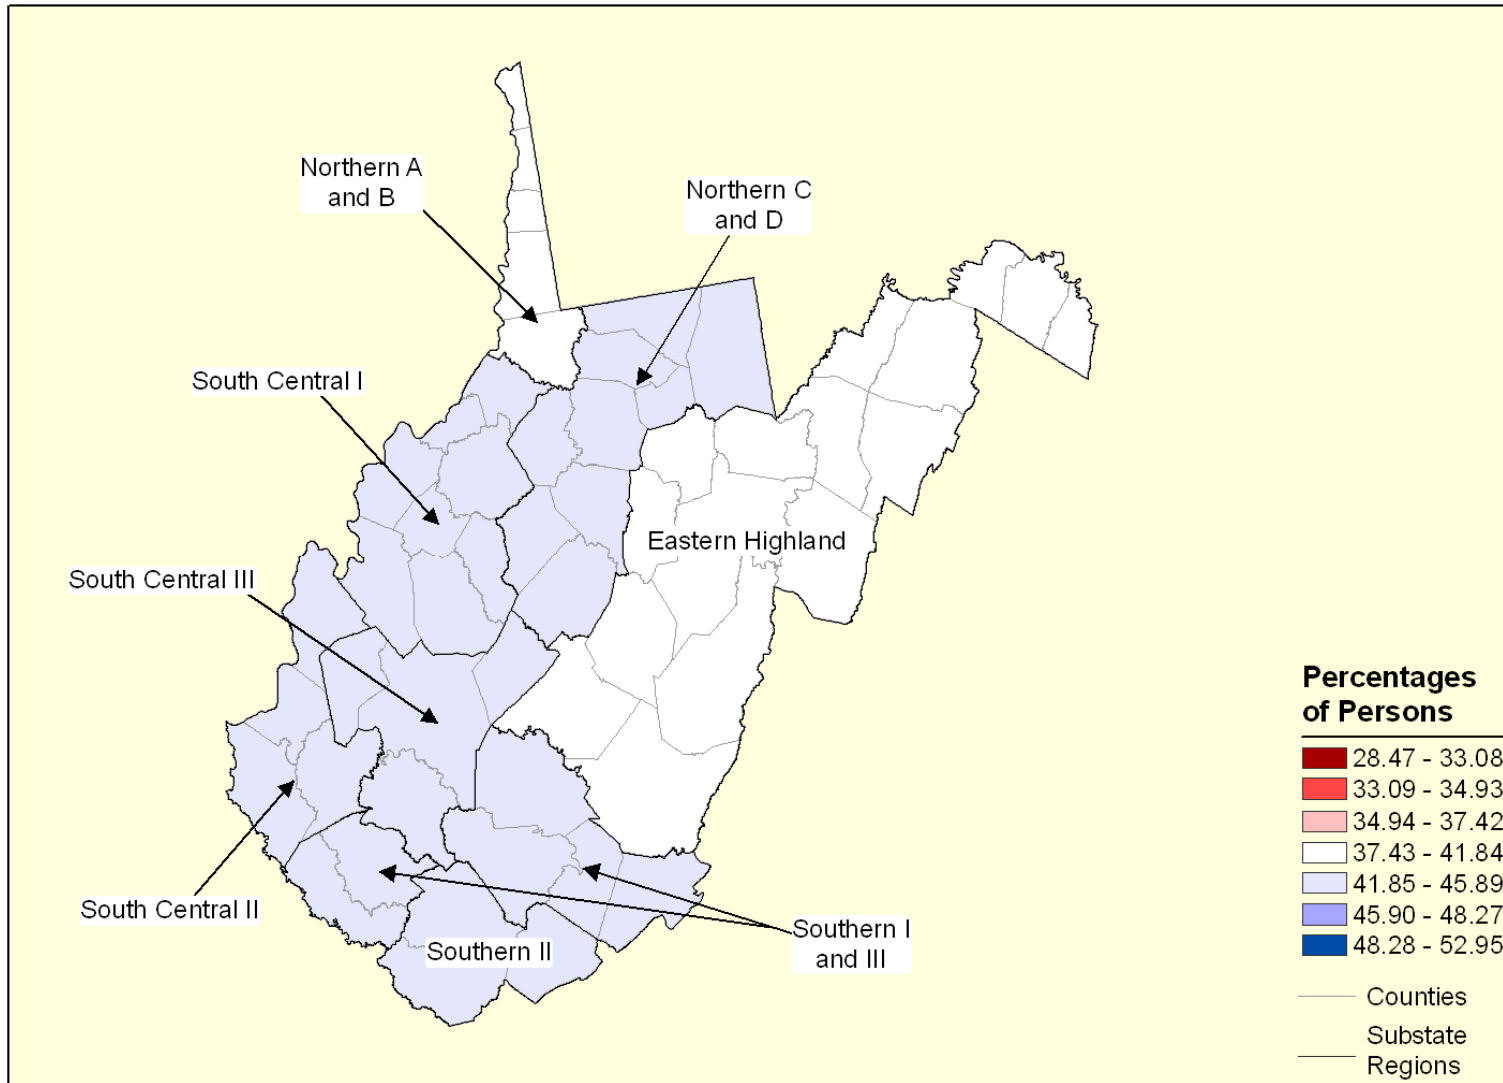 Northern A
and B
Northern C
and D
South Central I
Eastern Highland
South Central III
South Central II
Southern II
Southern I
and III
Percentages
of Persons
28.47 - 33.08
33.09 - 34.93
34.94 - 37.42
37.43 - 41.84
41.85 - 45.89
45.90 - 48.27
48.28 - 52.95
Counties
Substate
Regions